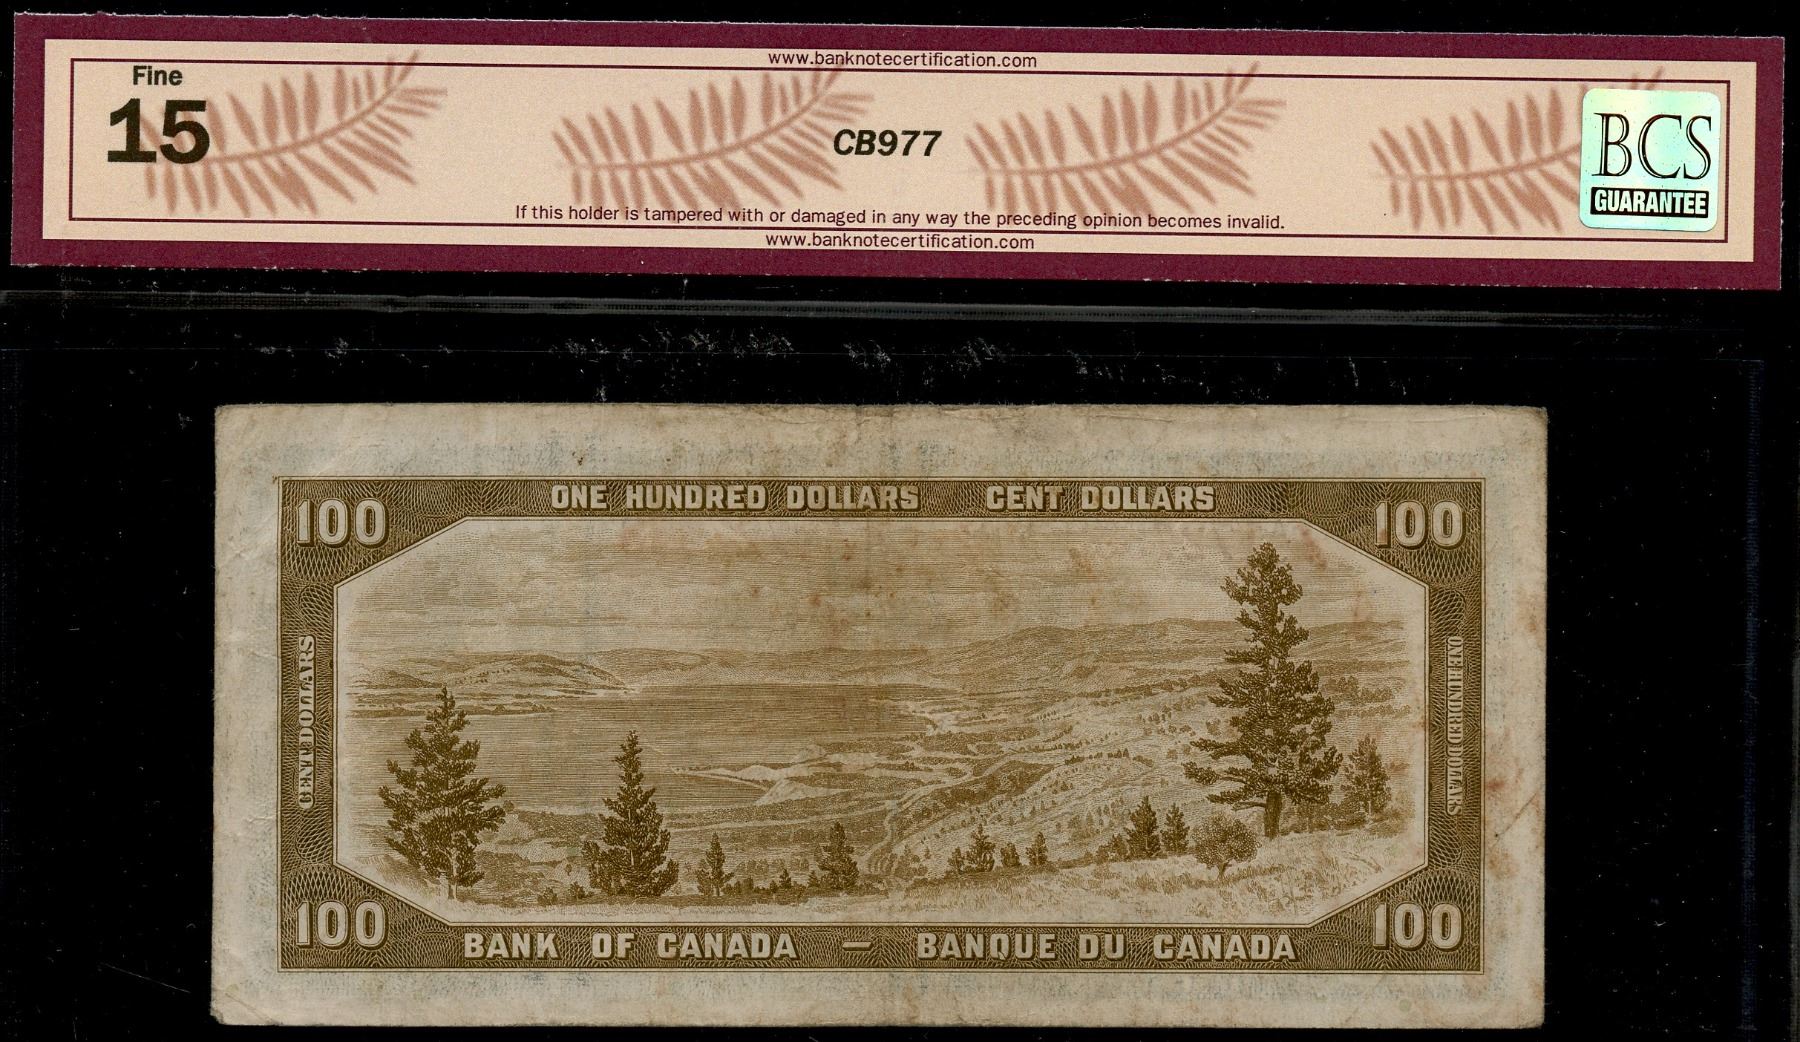 www.banknotecertification.com
Fine
15
CB977
BCS
GUARANTEE
If this holder is tampered with or damaged in any way the preceding opinion becomes invalid.
www.banknotecertification.com
100 ONE HUNDRED DOLLARS CENT DOLLARS 100
CENT DOLLARS
ONE HUNDRED DOLLARS
100 BANK OF CANADA — BANQUE DU CANADA 100